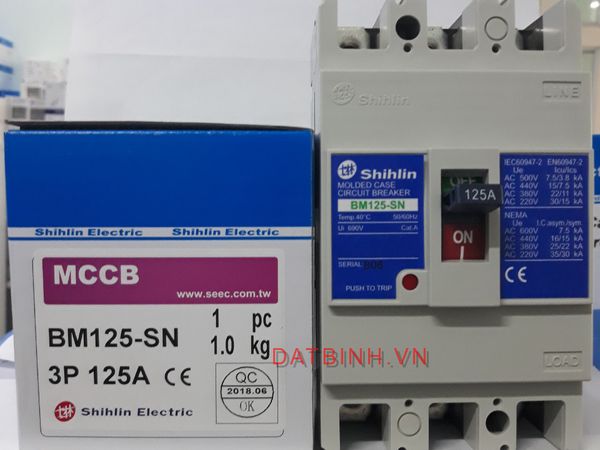 Shihlin Electric
Shihlin Electric
MCCB
www.seec.com.tw
BM125-SN
1 pc
1.0 kg
3P 125A CE
QC
2018.06
OK
Shihlin Electric
Shihlin
LINE
Shihlin
MOLDED CASE
CIRCUIT BREAKER
BM125-SN
Temp.40°C 50/60Hz
Ui 690V Cat.A
SERIAL 806
PUSH TO TRIP
OFF
125A
ON
IEC60947-2 EN60947-2
Ue Icu/Ics
AC 500V 7.5/3.8 kA
AC 440V 15/7.5 kA
AC 380V 22/11 kA
AC 220V 30/15 kA
NEMA
Ue I.C.asym./sym.
AC 600V 7.5 kA
AC 440V 16/15 kA
AC 380V 25/22 kA
AC 220V 35/30 kA
CE
LOAD
DATBINH.VN